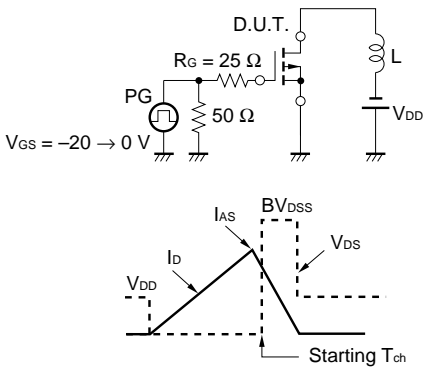 D.U.T.
RG = 25 Ω
L
PG
50 Ω
VDD
VGS = –20 → 0 V
BVDSS
IAS
ID
VDS
VDD
Starting Tch